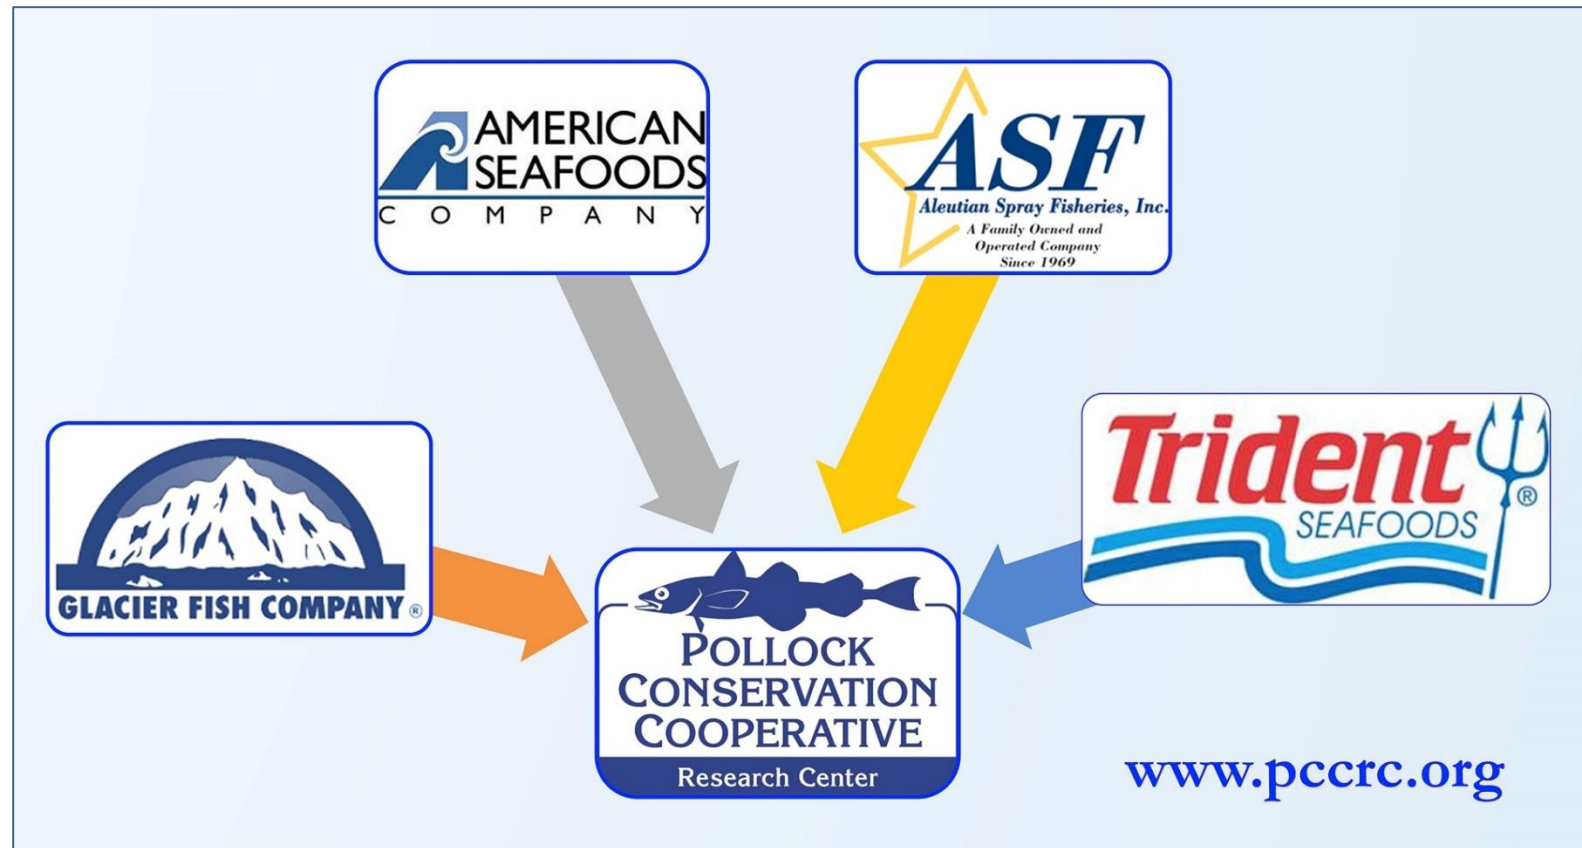 AMERICAN
SEAFOODS
COMPANY
ASF
Aleutian Spray Fisheries, Inc.
A Family Owned and
Operated Company
Since 1969
GLACIER FISH COMPANY®
Trident®
SEAFOODS
POLLOCK
CONSERVATION
COOPERATIVE
Research Center
www.pccrc.org